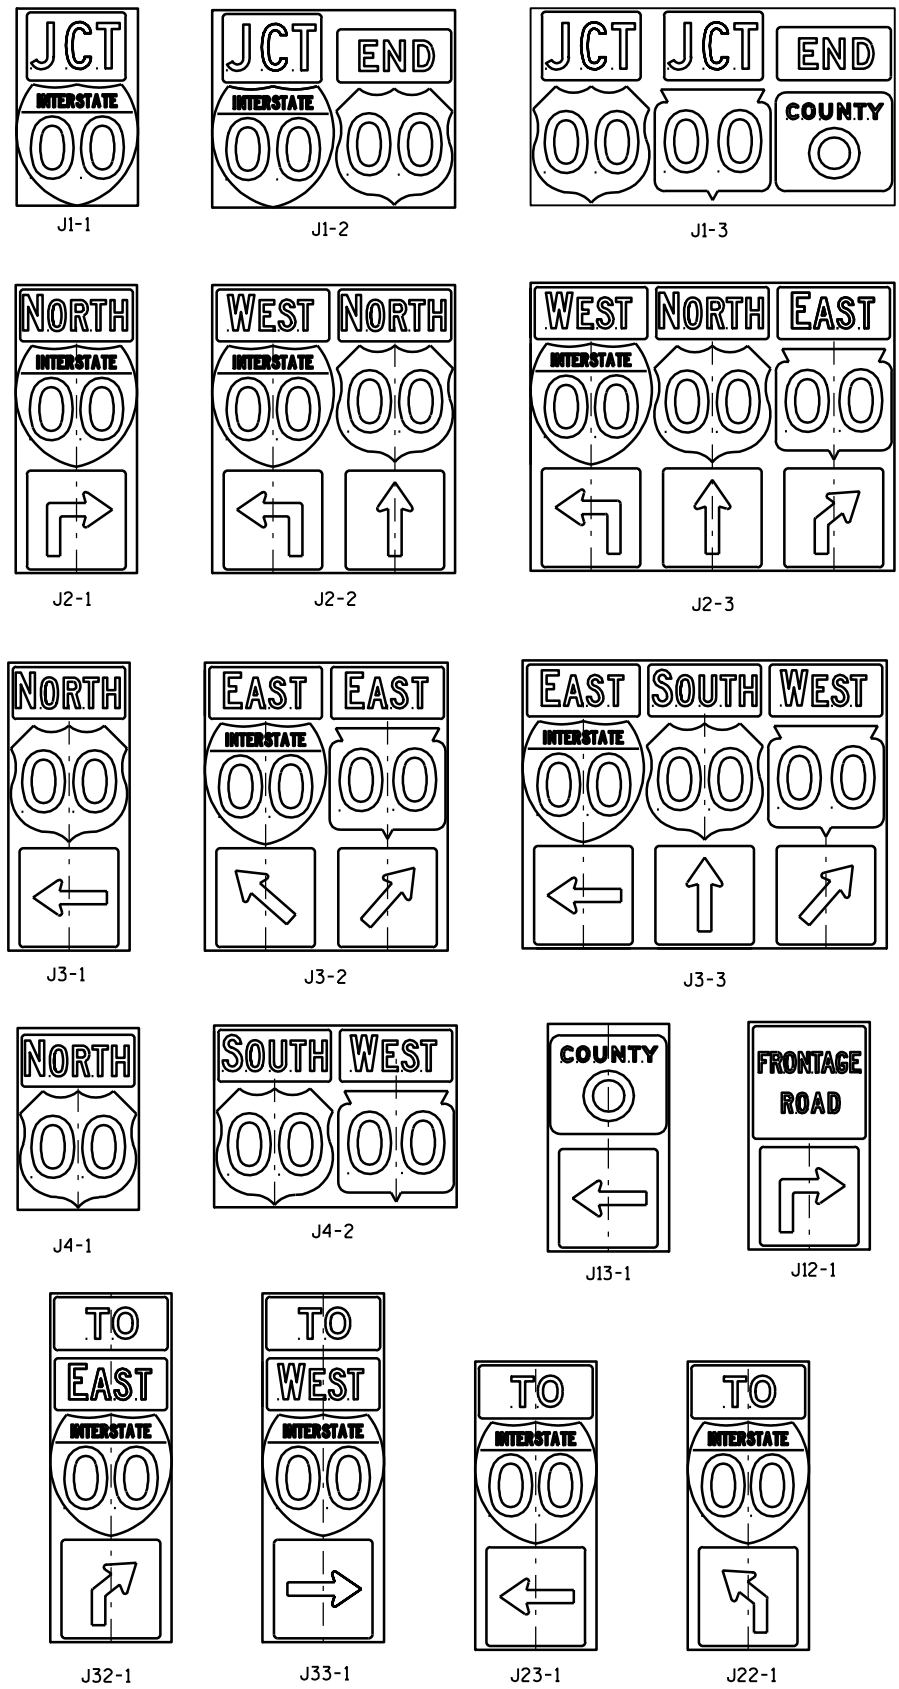 JCT
INTERSTATE
00
J1-1
JCT END
INTERSTATE
00 00
J1-2
JCT JCT END
COUNTY
00 00 0
J1-3
NORTH
INTERSTATE
00
J2-1
WEST NORTH
INTERSTATE
00 00
J2-2
WEST NORTH EAST
INTERSTATE
00 00 00
J2-3
NORTH
00
J3-1
EAST EAST
INTERSTATE
00 00
J3-2
EAST SOUTH WEST
INTERSTATE
00 00 00
J3-3
NORTH
00
J4-1
SOUTH WEST
00 00
J4-2
COUNTY
0
J13-1
FRONTAGE
ROAD
J12-1
TO
EAST
INTERSTATE
00
J32-1
TO
WEST
INTERSTATE
00
J33-1
TO
INTERSTATE
00
J23-1
TO
INTERSTATE
00
J22-1